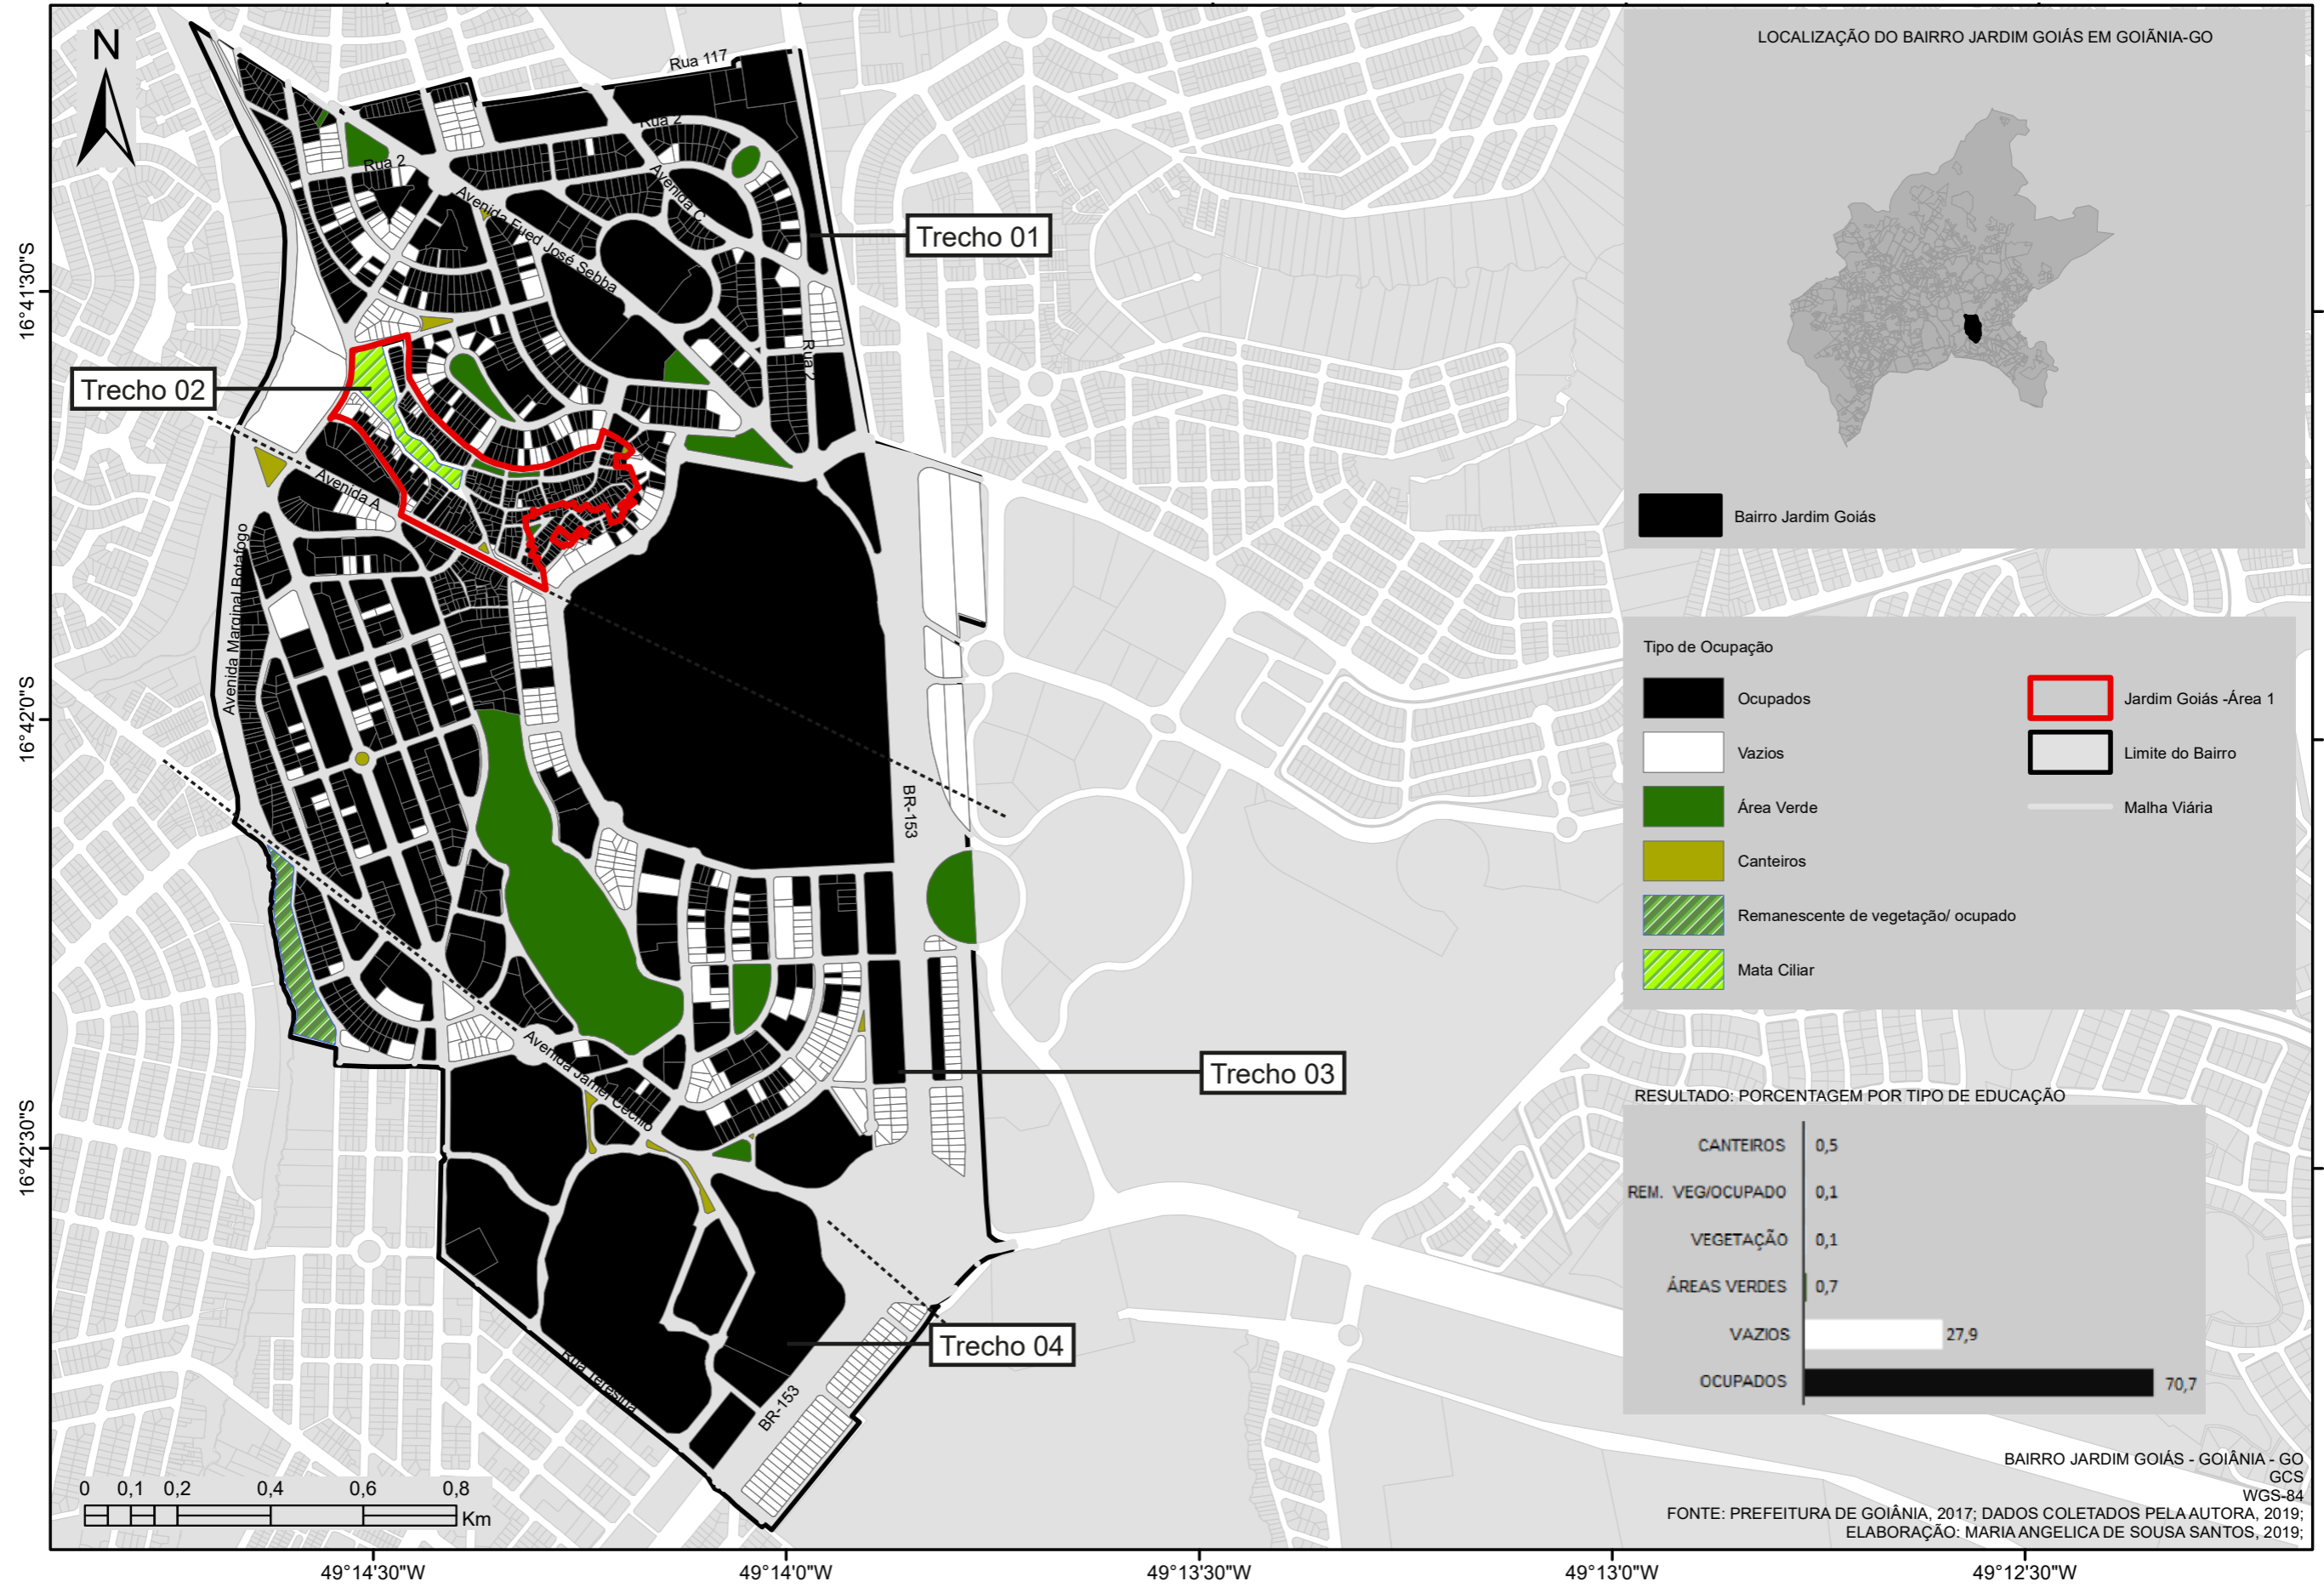 N
Rua 117
Rua 2
Rua 2
Avenida C
Avenida Fued José Sebba
Trecho 01
Rua 2
Trecho 02
Avenida A
Avenida Marginal Botafogo
BR-153
Trecho 03
Avenida Jamel Cecílio
Trecho 04
Rua Teresina
BR-153
16°41'30"S
16°42'0"S
16°42'30"S
0 0,1 0,2 0,4 0,6 0,8
Km
49°14'30"W 49°14'0"W 49°13'30"W 49°13'0"W 49°12'30"W
LOCALIZAÇÃO DO BAIRRO JARDIM GOIÁS EM GOIÃNIA-GO
Bairro Jardim Goiás
Tipo de Ocupação
Ocupados
Vazios
Área Verde
Canteiros
Remanescente de vegetação/ ocupado
Mata Ciliar
Jardim Goiás -Área 1
Limite do Bairro
Malha Viária
RESULTADO: PORCENTAGEM POR TIPO DE EDUCAÇÃO
CANTEIROS 0,5
REM. VEG/OCUPADO 0,1
VEGETAÇÃO 0,1
ÁREAS VERDES 0,7
VAZIOS 27,9
OCUPADOS 70,7
BAIRRO JARDIM GOIÁS - GOIÂNIA - GO
GCS
WGS-84
FONTE: PREFEITURA DE GOIÂNIA, 2017; DADOS COLETADOS PELA AUTORA, 2019;
ELABORAÇÃO: MARIA ANGELICA DE SOUSA SANTOS, 2019;